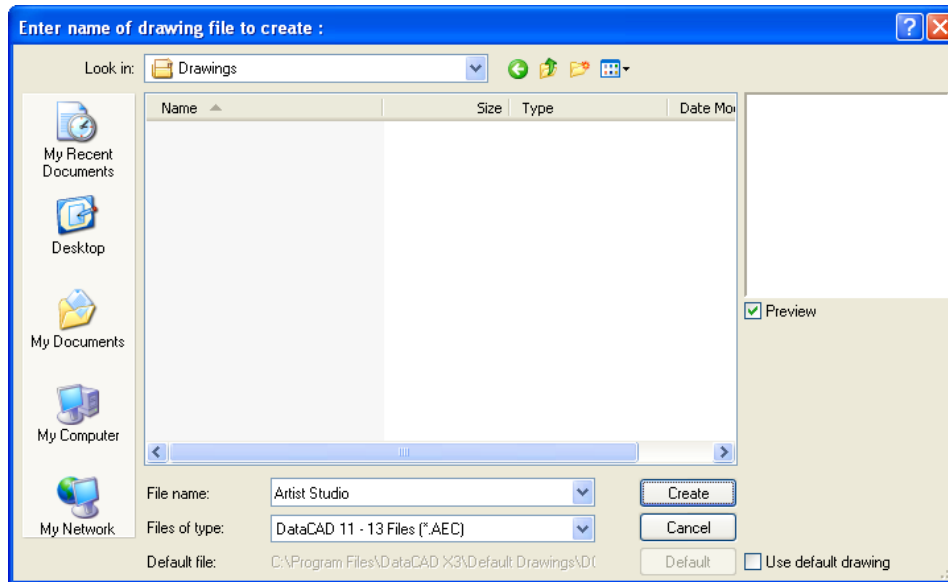 Enter name of drawing file to create :
Look in: Drawings
Name Size Type Date Mo
My Recent
Documents
Desktop
My Documents
My Computer
My Network
Preview
File name: Artist Studio Create
Files of type: DataCAD 11 - 13 Files (*.AEC) Cancel
Default file: C:\Program Files\DataCAD X3\Default Drawings\ Default Use default drawing